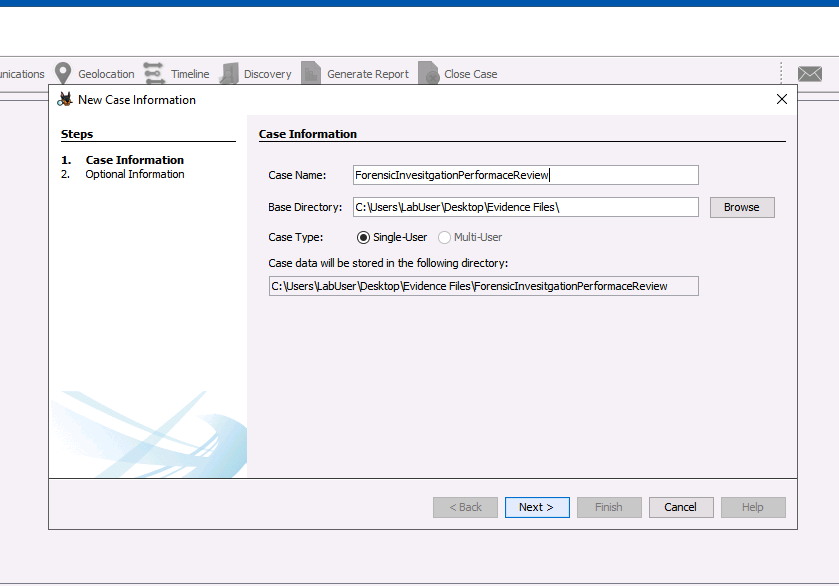 nications Geolocation Timeline Discovery Generate Report Close Case
New Case Information
Steps
1. Case Information
2. Optional Information
Case Information
Case Name: ForensicInvesitgationPerformaceReview
Base Directory: C:\Users\LabUser\Desktop\Evidence Files\ Browse
Case Type: Single-User Multi-User
Case data will be stored in the following directory:
C:\Users\LabUser\Desktop\Evidence Files\ForensicInvesitgationPerformaceReview
< Back Next > Finish Cancel Help